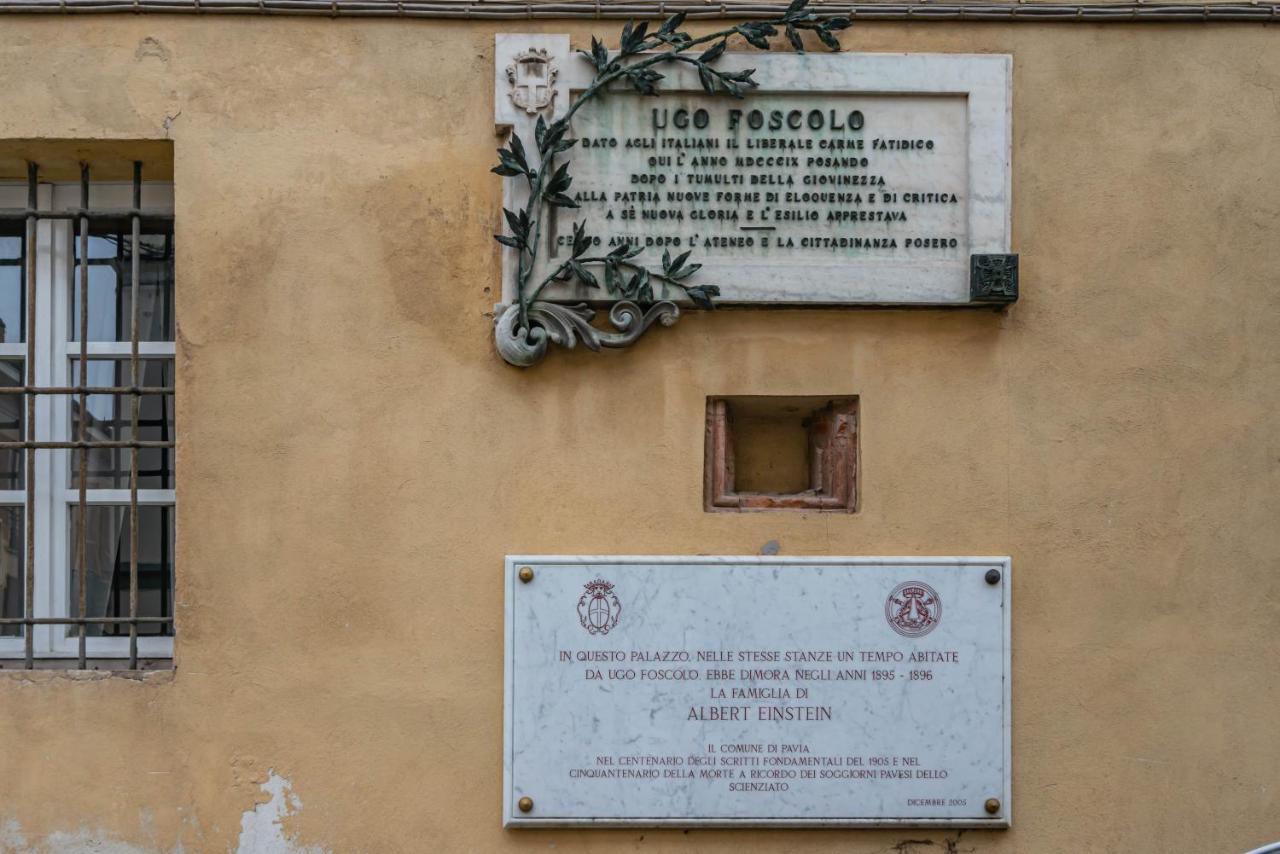 UGO FOSCOLO
DATO AGLI ITALIANI IL LIBERALE CARME FATIDICO
QUI L'ANNO MDCCCIX POSANDO
DOPO I TUMULTI DELLA GIOVINEZZA
ALLA PATRIA NUOVE FORME DI ELOQUENZA E DI CRITICA
A SÈ NUOVA GLORIA E L'ESILIO APPRESTAVA
CENTO ANNI DOPO L'ATENEO E LA CITTADINANZA POSERO
IN QUESTO PALAZZO, NELLE STESSE STANZE UN TEMPO ABITATE
DA UGO FOSCOLO, EBBE DIMORA NEGLI ANNI 1895 - 1896
LA FAMIGLIA DI
ALBERT EINSTEIN
IL COMUNE DI PAVIA
NEL CENTENARIO DEGLI SCRITTI FONDAMENTALI DEL 1905 E NEL
CINQUANTENARIO DELLA MORTE A RICORDO DEI SOGGIORNI PAVESI DELLO
SCIENZIATO
DICEMBRE 2005